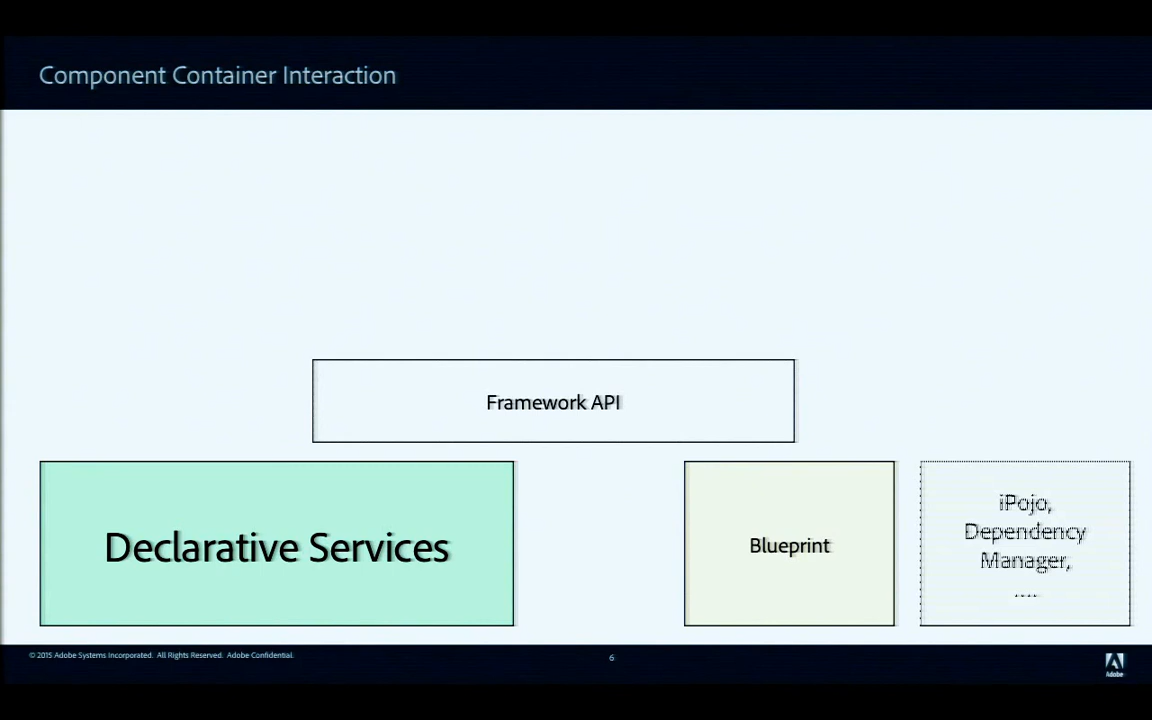 Component Container Interaction
Framework API
Declarative Services
Blueprint
iPojo,
Dependency
Manager,
....
© 2015 Adobe Systems Incorporated. All Rights Reserved. Adobe Confidential.
6
Adobe